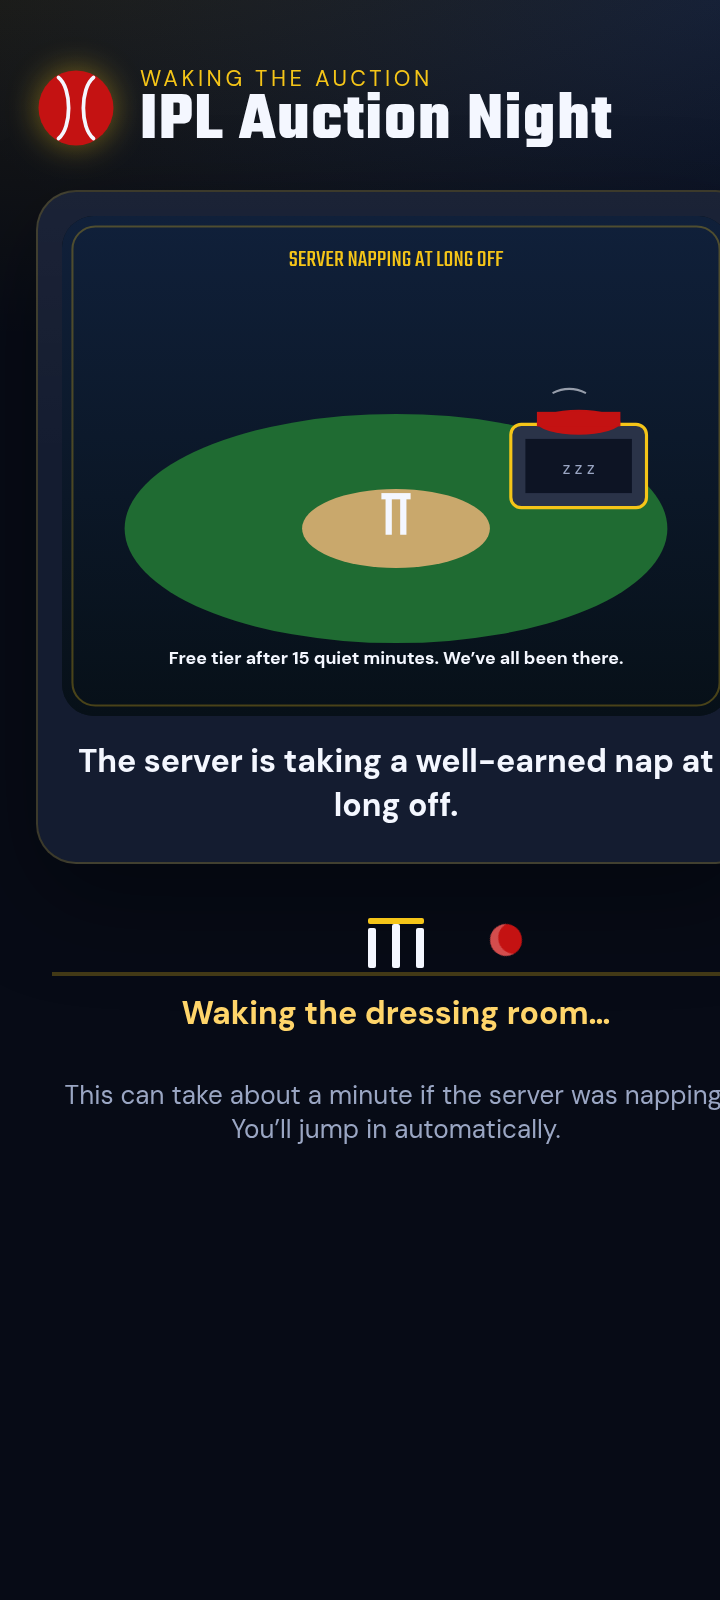 WAKING THE AUCTION
IPL Auction Night
SERVER NAPPING AT LONG OFF
z z z
Free tier after 15 quiet minutes. We’ve all been there.
The server is taking a well-earned nap at
long off.
Waking the dressing room…
This can take about a minute if the server was napping
You’ll jump in automatically.